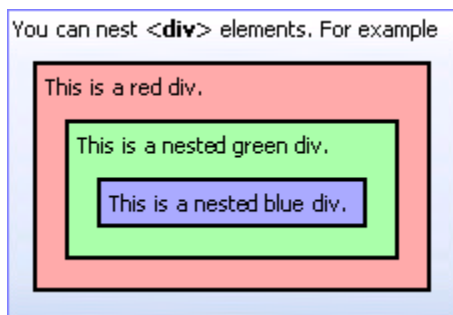 You can nest <div> elements. For example
This is a red div.
This is a nested green div.
This is a nested blue div.